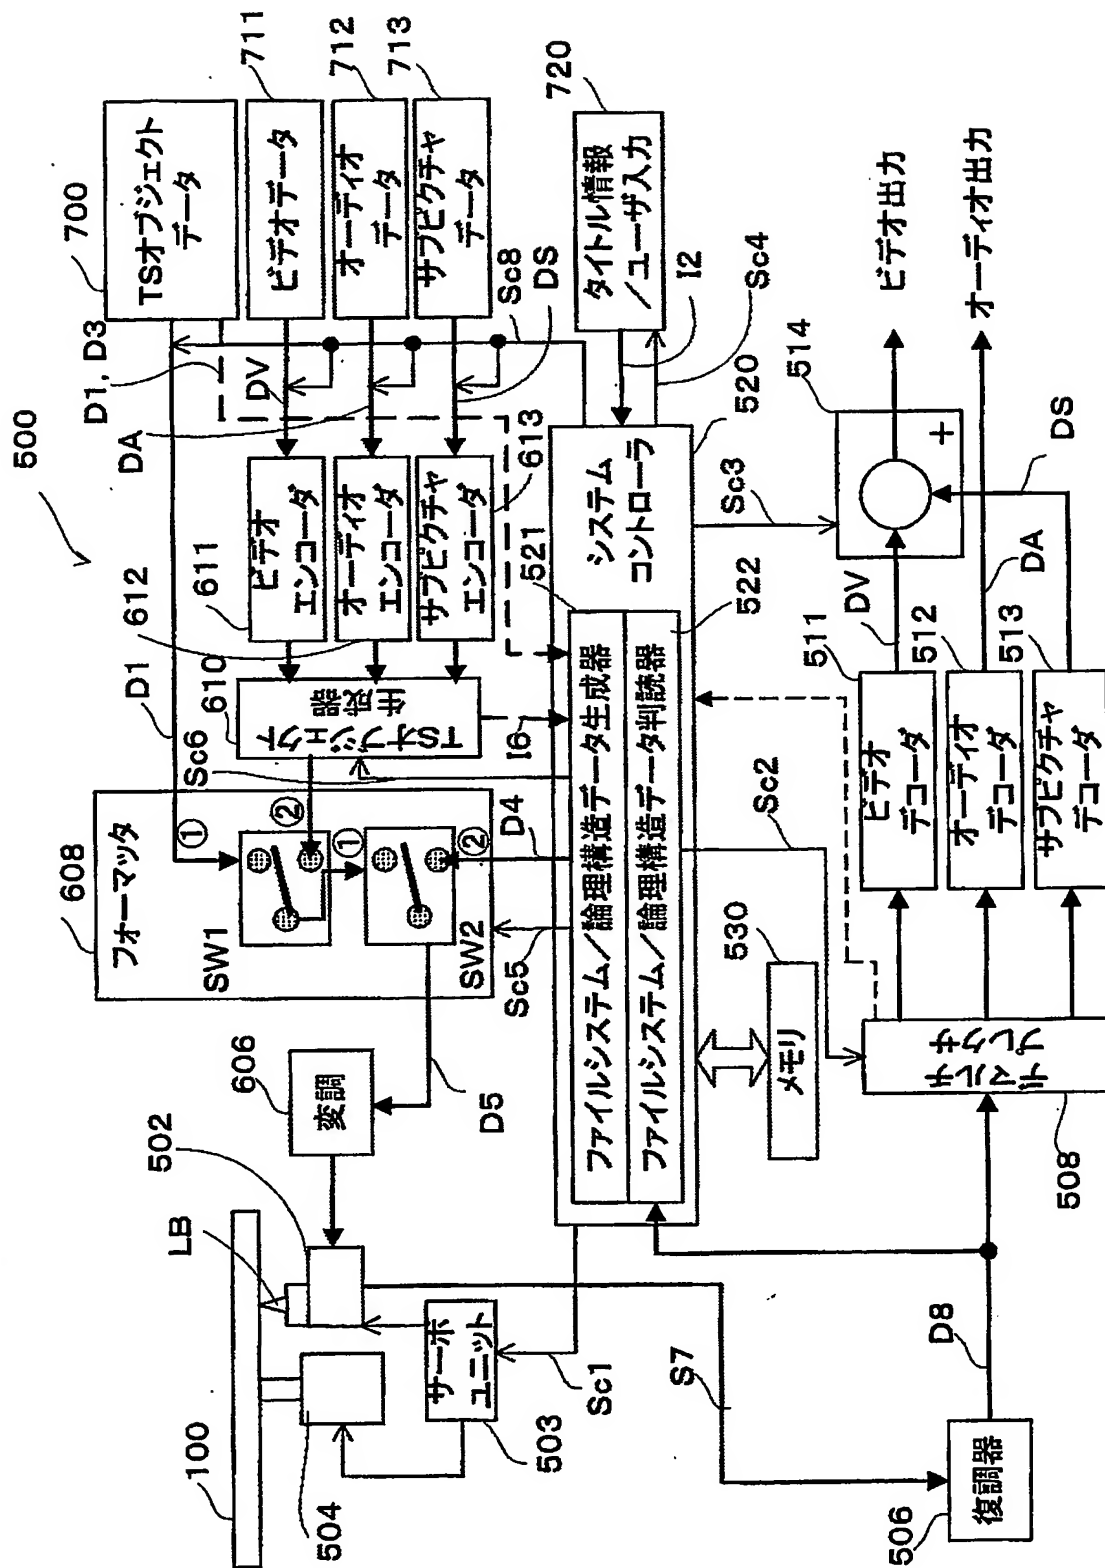 500
100
504
LB
502
サーボ
ユニット
503
Sc1
606
変調
D5
608
フォーマッタ
①
SW1
②
①
SW2
②
Sc5
D4
Sc6
D1
610
TSオブジェクト
生成器
I6
612
611
ビデオ
エンコーダ
オーディオ
エンコーダ
サブピクチャ
エンコーダ
613
DA
DV
D1, D3
DS
Sc8
700
TSオブジェクト
データ
711
ビデオデータ
712
オーディオ
データ
713
サブピクチャ
データ
720
タイトル情報
/ユーザ入力
I2
Sc4
520
システム
コントローラ
521
ファイルシステム/論理構造データ生成器
ファイルシステム/論理構造データ判読器
522
Sc3
Sc2
530
メモリ
S7
506
復調器
D8
508
デマルチ
プレクサ
511
ビデオ
デコーダ
512
オーディオ
デコーダ
513
サブピクチャ
デコーダ
DV
DA
DS
514
+
ビデオ出力
オーディオ出力